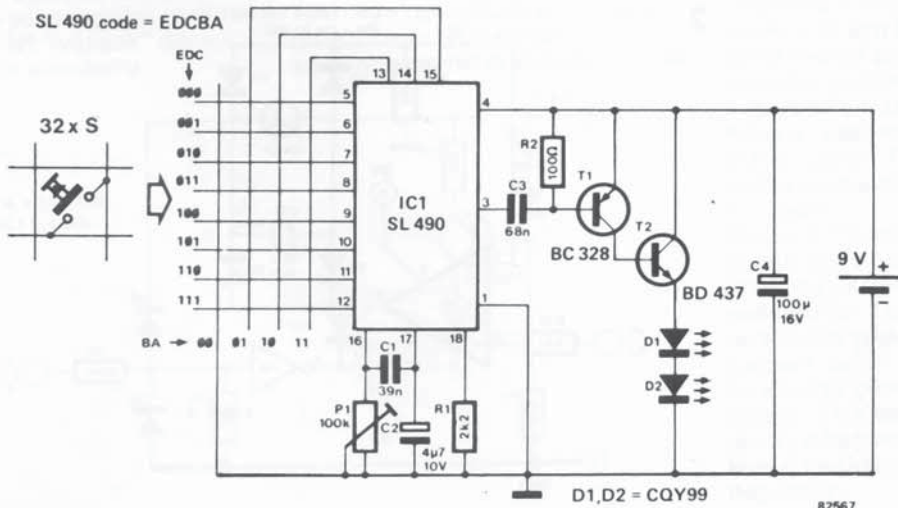 SL 490 code = EDCBA
EDC
000
001
010
011
100
101
110
111
BA → 00 01 10 11
32 x S
13 14 15
5
6
7
8
9
10
11
12
4
3
1
16 17 18
IC1
SL 490
C1
39n
P1
100k
C2
4µ7
10V
R1
2k2
C3
68n
R2
100Ω
T1
BC 328
T2
BD 437
D1
D2
C4
100µ
16V
9 V
+
−
D1,D2 = CQY99
82567